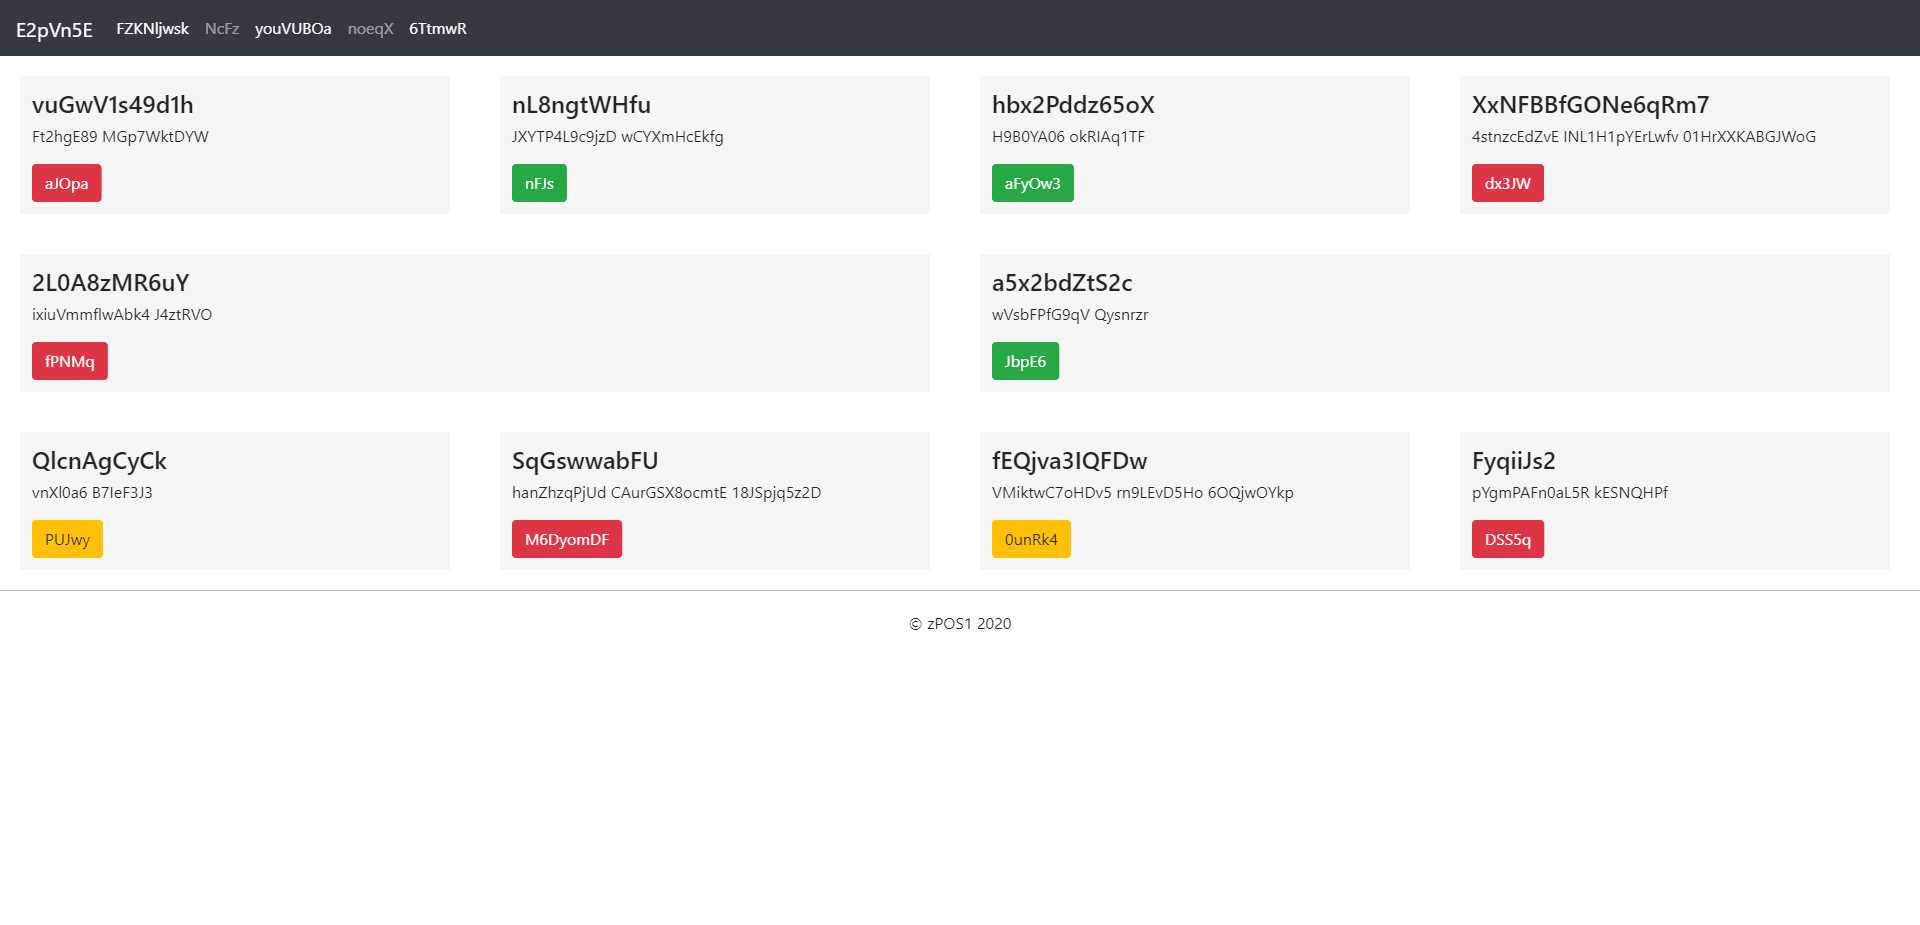 E2pVn5E FZKNljwsk NcFz youVUBOa noeqX 6TtmwR
vuGwV1s49d1h
Ft2hgE89 MGp7WktDYW
aJOpa
nL8ngtWHfu
JXYTP4L9c9jzD wCYXmHcEkfg
nFJs
hbx2Pddz65oX
H9B0YA06 okRIAq1TF
aFyOw3
XxNFBBfGONe6qRm7
4stnzcEdZvE INL1H1pYErLwfv 01HrXXKABGJWoG
dx3JW
2L0A8zMR6uY
ixiuVmmflwAbk4 J4ztRVO
fPNMq
a5x2bdZtS2c
wVsbFPfG9qV Qysnrzr
JbpE6
QlcnAgCyCk
vnXl0a6 B7IeF3J3
PUJwy
SqGswwabFU
hanZhzqPjUd CAurGSX8ocmtE 18JSpjq5z2D
M6DyomDF
fEQjva3IQFDw
VMiktwC7oHDv5 rn9LEvD5Ho 6OQjwOYkp
0unRk4
FyqiiJs2
pYgmPAFn0aL5R kESNQHPf
DSS5q
© zPOS1 2020